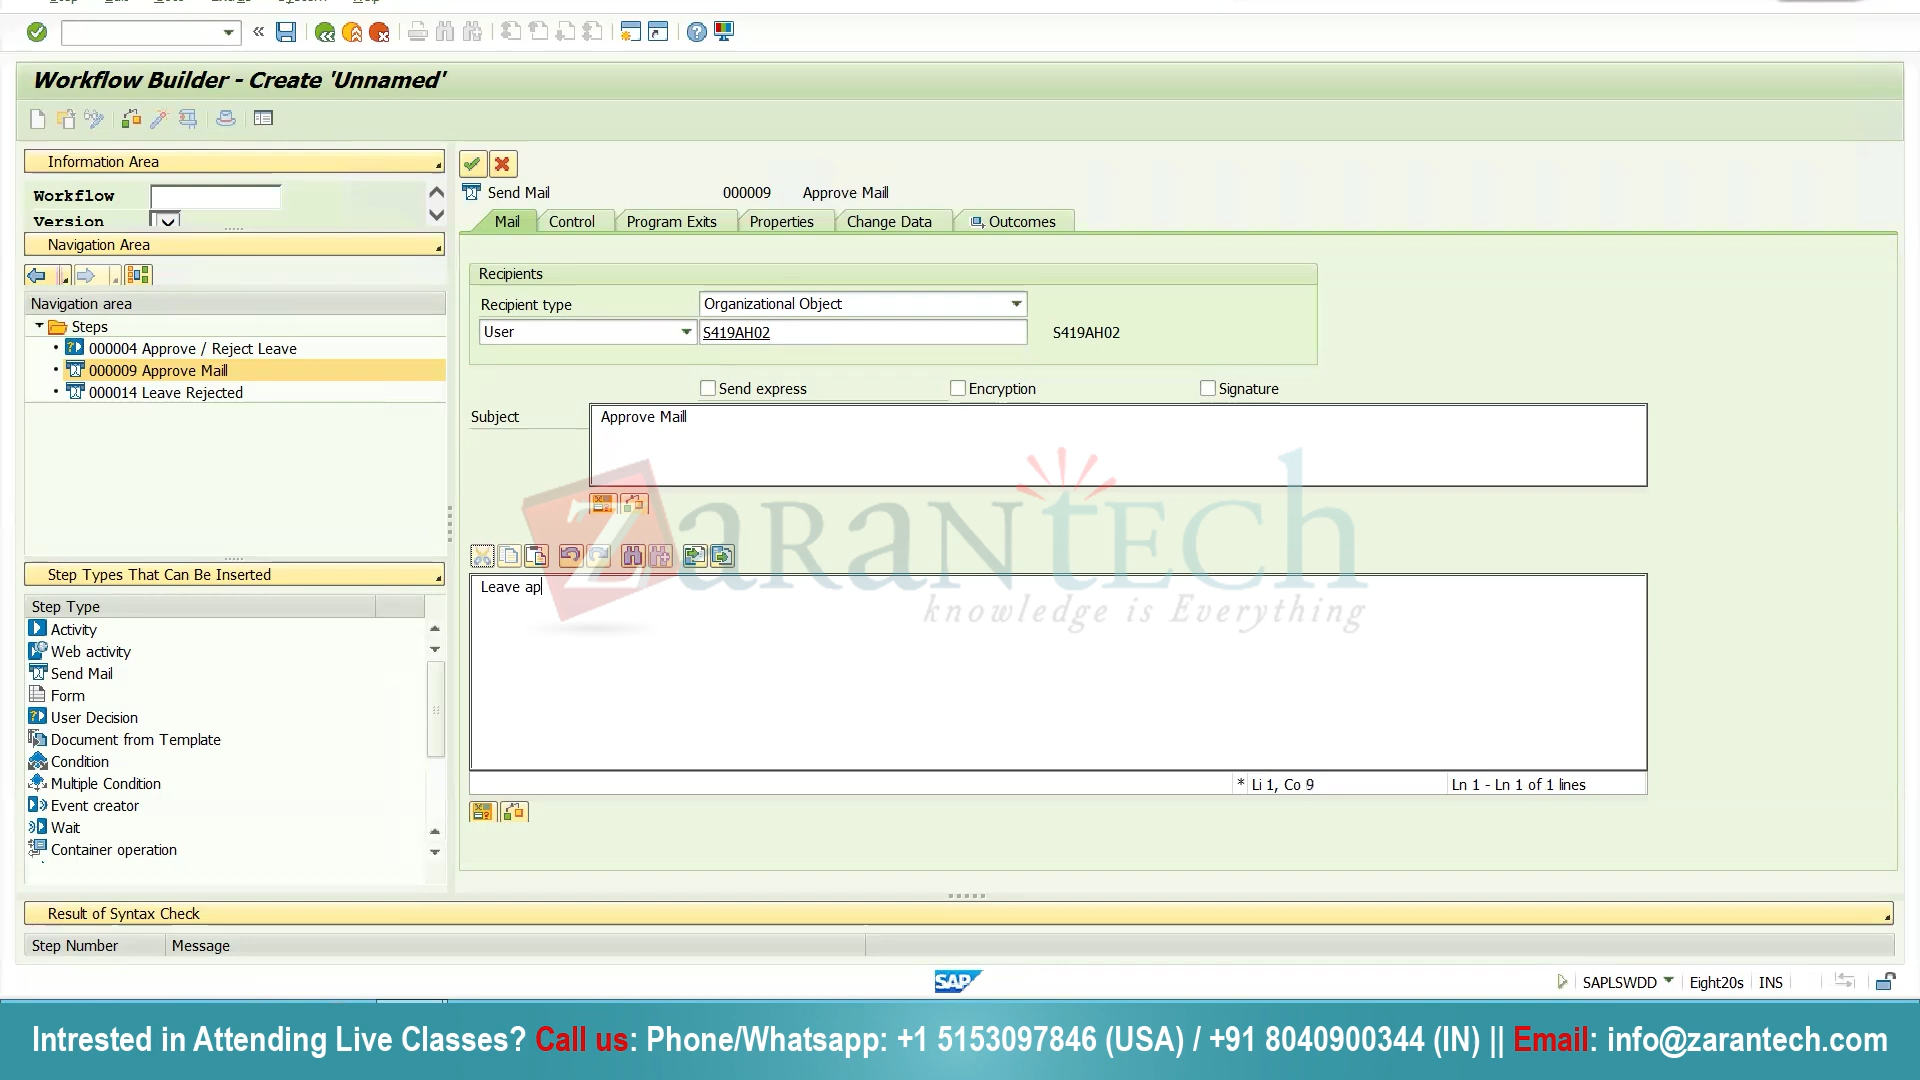 Workflow Builder - Create 'Unnamed'
Information Area
Workflow
Version
Navigation Area
Navigation area
Steps
000004 Approve / Reject Leave
000009 Approve Maill
000014 Leave Rejected
Step Types That Can Be Inserted
Step Type
Activity
Web activity
Send Mail
Form
User Decision
Document from Template
Condition
Multiple Condition
Event creator
Wait
Container operation
Send Mail 000009 Approve Maill
Mail Control Program Exits Properties Change Data Outcomes
Recipients
Recipient type Organizational Object
User S419AH02 S419AH02
Send express Encryption Signature
Subject Approve Maill
ZaranTech
knowledge is Everything
Leave ap
* Li 1, Co 9 Ln 1 - Ln 1 of 1 lines
Result of Syntax Check
Step Number Message
SAP SAPLSWDD Eight20s INS
Intrested in Attending Live Classes? Call us: Phone/Whatsapp: +1 5153097846 (USA) / +91 8040900344 (IN) || Email: info@zarantech.com